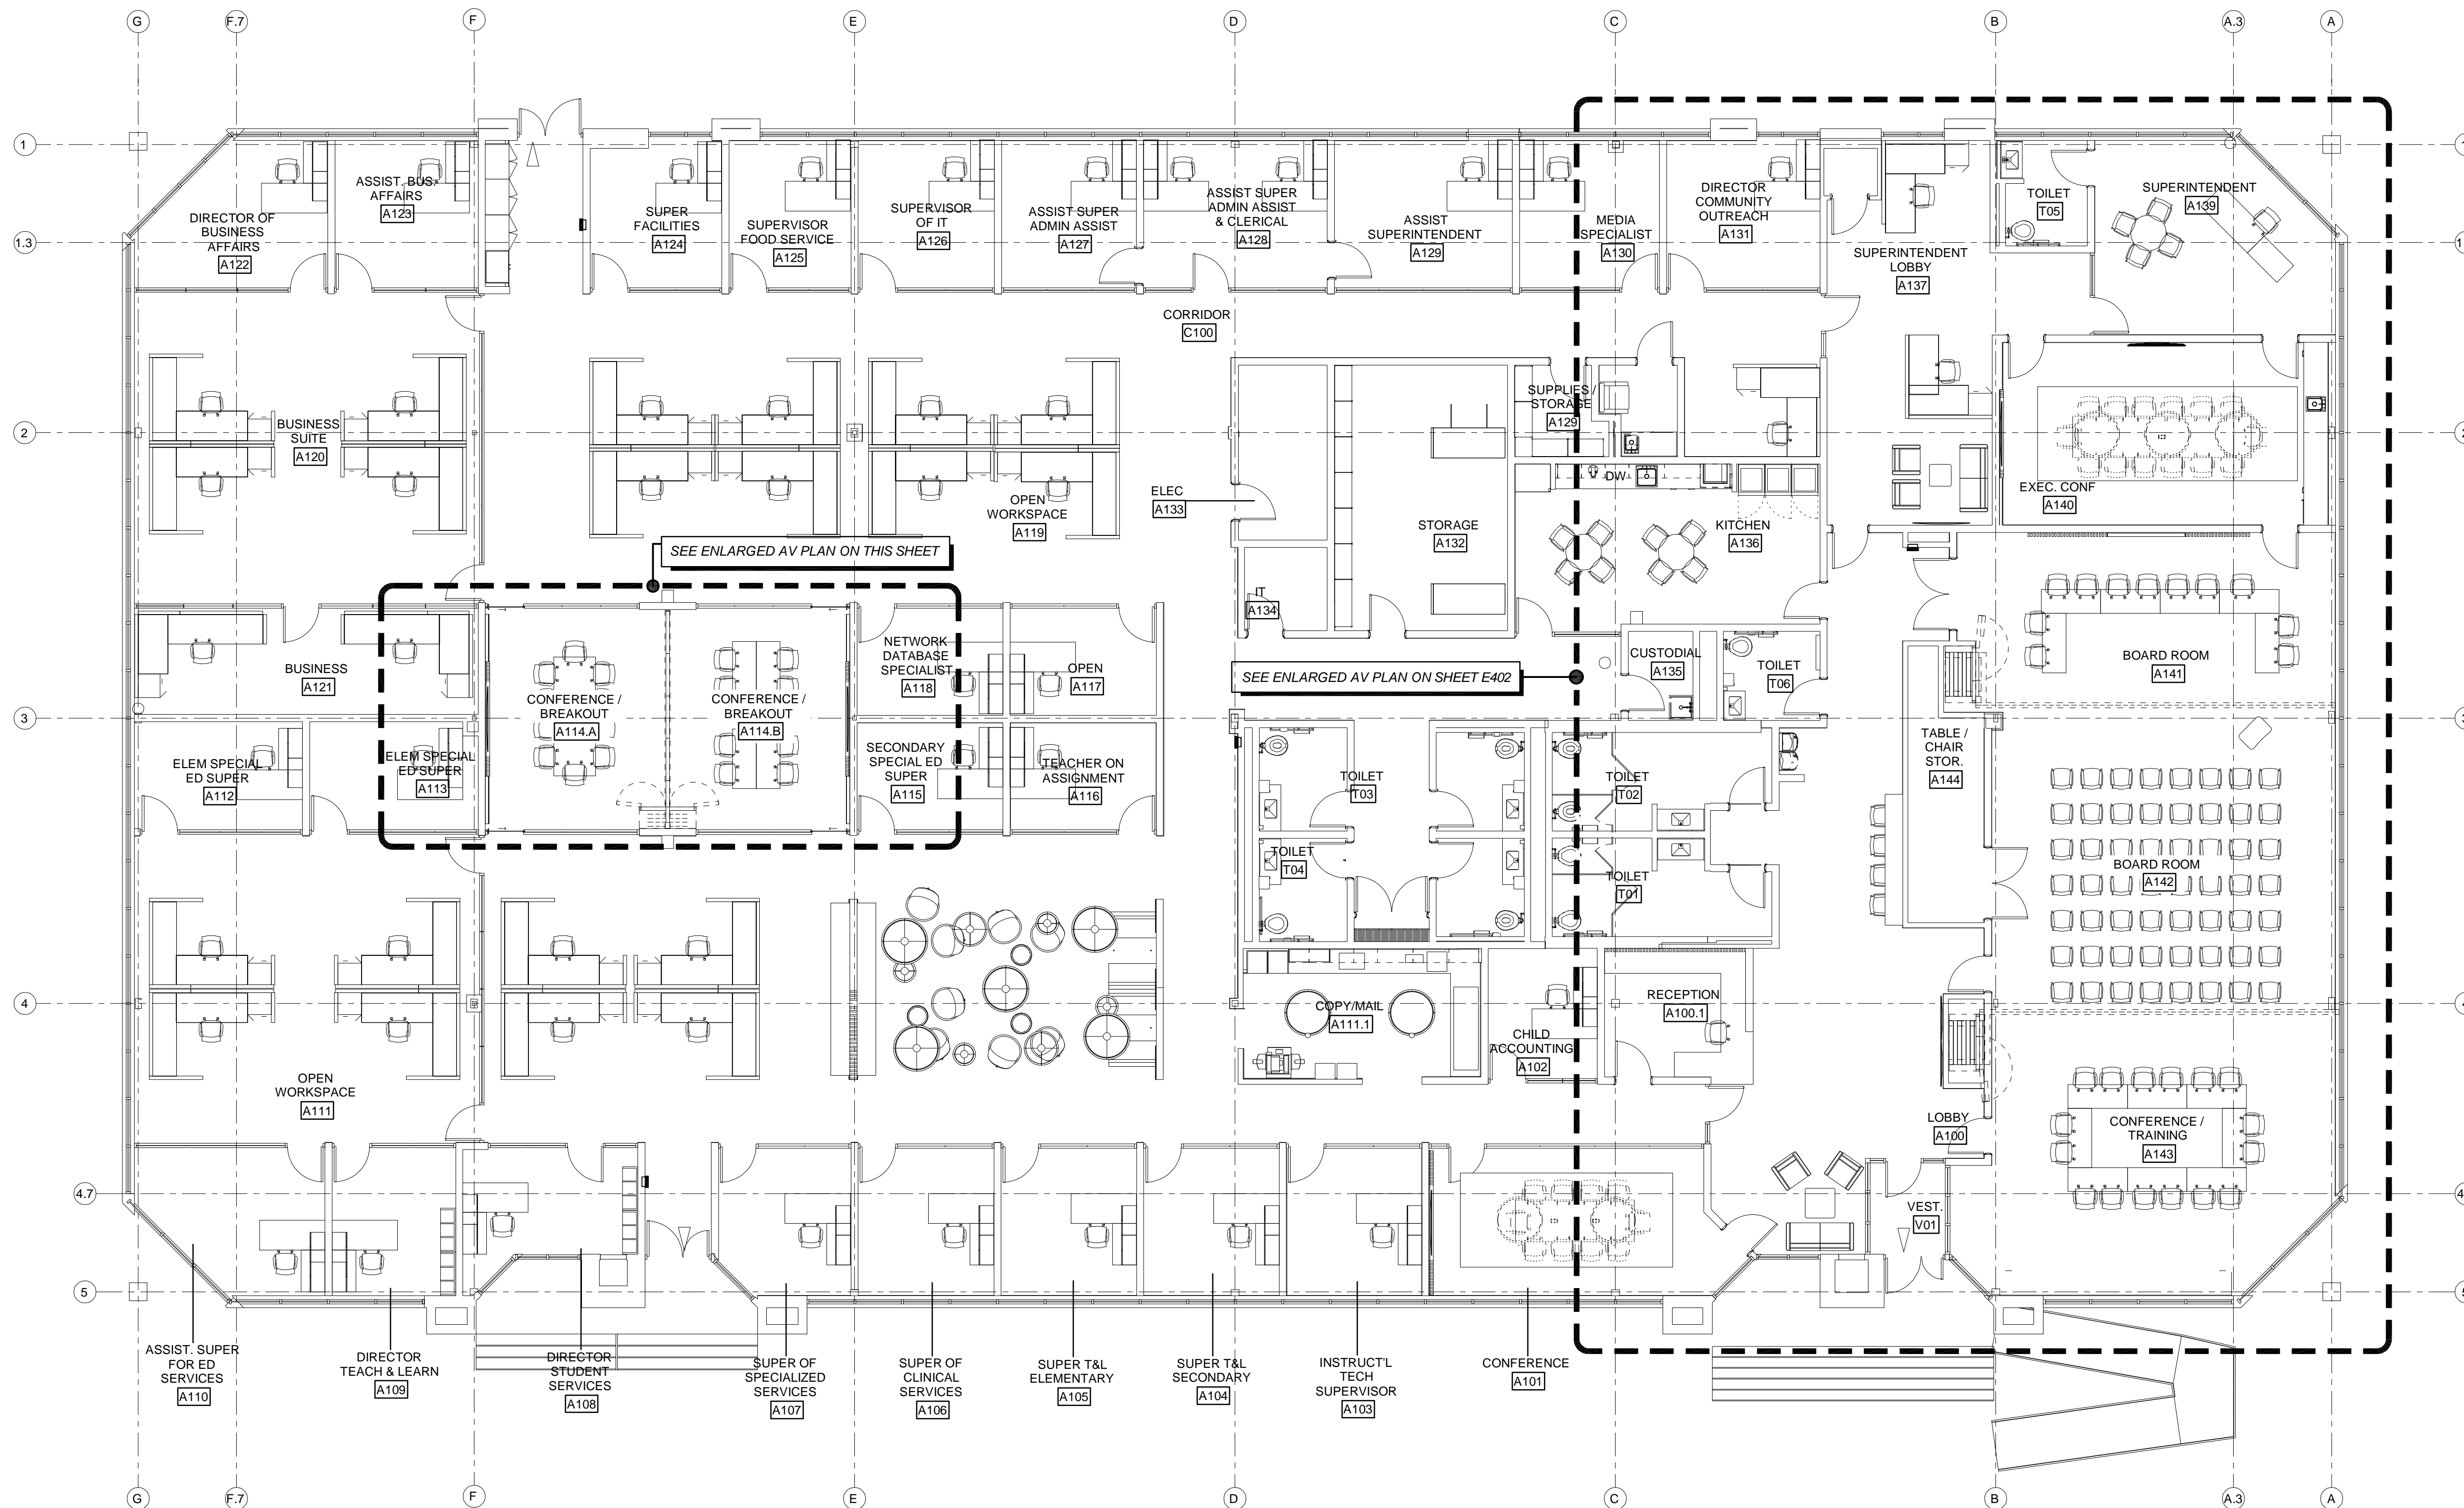 G
F.7
F
E
D
C
B
A.3
A
1
ASSIST. BUS.
AFFAIRS
A123
DIRECTOR OF
BUSINESS
AFFAIRS
A122
SUPER
FACILITIES
A124
SUPERVISOR
FOOD SERVICE
A125
SUPERVISOR
OF IT
A126
ASSIST SUPER
ADMIN ASSIST
A127
ASSIST SUPER
ADMIN ASSIST
& CLERICAL
A128
ASSIST
SUPERINTENDENT
A129
MEDIA
SPECIALIST
A130
DIRECTOR
COMMUNITY
OUTREACH
A131
TOILET
T05
SUPERINTENDENT
A139
1.3
SUPERINTENDENT
LOBBY
A137
CORRIDOR
C100
2
BUSINESS
SUITE
A120
SUPPLIES /
STORAGE
A129
DW
EXEC. CONF
A140
OPEN
WORKSPACE
A119
ELEC
A133
STORAGE
A132
KITCHEN
A136
SEE ENLARGED AV PLAN ON THIS SHEET
IT
A134
BUSINESS
A121
NETWORK
DATABASE
SPECIALIST
A118
OPEN
A117
SEE ENLARGED AV PLAN ON SHEET E402
CUSTODIAL
A135
TOILET
T06
BOARD ROOM
A141
3
CONFERENCE /
BREAKOUT
A114.A
CONFERENCE /
BREAKOUT
A114.B
ELEM SPECIAL
ED SUPER
A112
ELEM SPECIAL
ED SUPER
A113
SECONDARY
SPECIAL ED
SUPER
A115
TEACHER ON
ASSIGNMENT
A116
TOILET
T03
TOILET
T02
TABLE /
CHAIR
STOR.
A144
TOILET
T04
TOILET
T01
BOARD ROOM
A142
4
COPY/MAIL
A111.1
RECEPTION
A100.1
CHILD
ACCOUNTING
A102
OPEN
WORKSPACE
A111
LOBBY
A100
CONFERENCE /
TRAINING
A143
4.7
VEST.
V01
5
ASSIST. SUPER
FOR ED
SERVICES
A110
DIRECTOR
TEACH & LEARN
A109
DIRECTOR
STUDENT
SERVICES
A108
SUPER OF
SPECIALIZED
SERVICES
A107
SUPER OF
CLINICAL
SERVICES
A106
SUPER T&L
ELEMENTARY
A105
SUPER T&L
SECONDARY
A104
INSTRUCT'L
TECH
SUPERVISOR
A103
CONFERENCE
A101
G
F.7
F
E
D
C
B
A.3
A